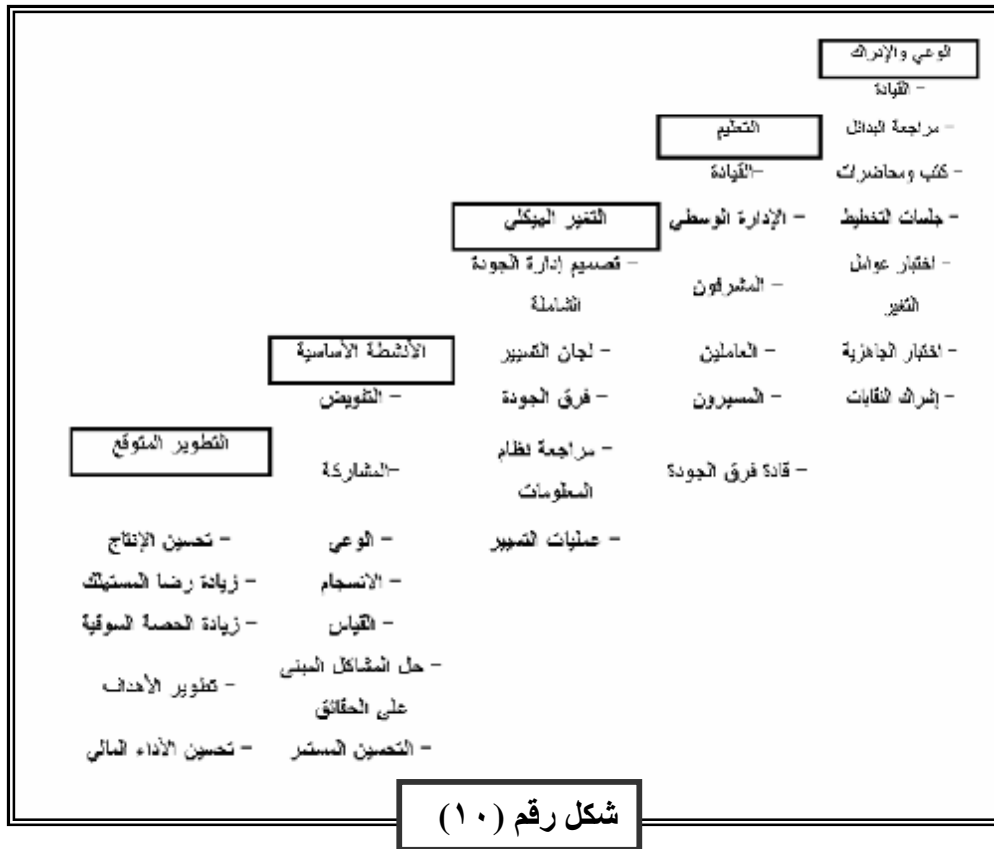 الوعي والإدراك
- القيادة
- مراجعة البدائل
- كتب ومحاضرات
- جلسات التخطيط
- اختبار عوامل
التغير
- اختبار الجاهزية
- إشراك النقابات
التعليم
-القيادة
- الإدارة الوسطى
- المشرفون
- العاملين
- المسيرون
- قادة فرق الجودة
التغير الهيكلي
- تصميم إدارة الجودة
الشاملة
- لجان التسيير
- فرق الجودة
- مراجعة نظام
المعلومات
- عمليات التسيير
الأنشطة الأساسية
- التفويض
-المشاركة
- الوعي
- الانسجام
- القياس
- حل المشاكل المبنى
على الحقائق
- التحسين المستمر
التطوير المتوقع
- تحسين الإنتاج
- زيادة رضا المستهلك
- زيادة الحصة السوقية
- تطوير الأهداف
- تحسين الأداء المالي
شكل رقم (١٠)